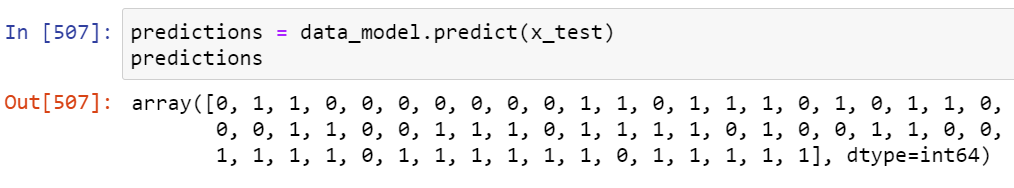 In [507]: predictions = data_model.predict(x_test)
predictions
Out[507]: array([0, 1, 1, 0, 0, 0, 0, 0, 0, 0, 1, 1, 0, 1, 1, 1, 0, 1, 0, 1, 1, 0,
0, 0, 1, 1, 0, 0, 1, 1, 1, 0, 1, 1, 1, 1, 0, 1, 0, 0, 1, 1, 0, 0,
1, 1, 1, 1, 0, 1, 1, 1, 1, 1, 1, 0, 1, 1, 1, 1, 1], dtype=int64)